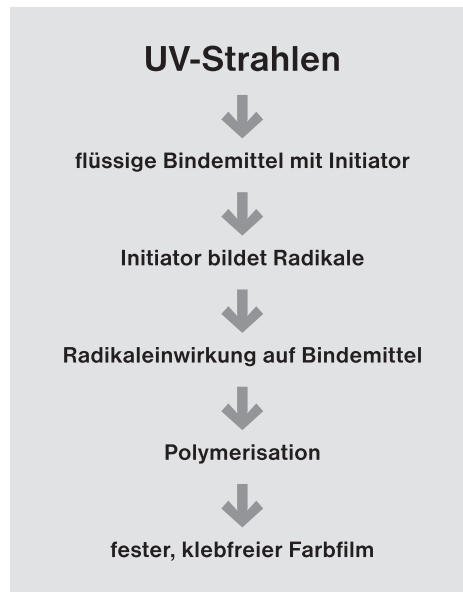 UV-Strahlen
flüssige Bindemittel mit Initiator
Initiator bildet Radikale
Radikaleinwirkung auf Bindemittel
Polymerisation
fester, klebfreier Farbfilm